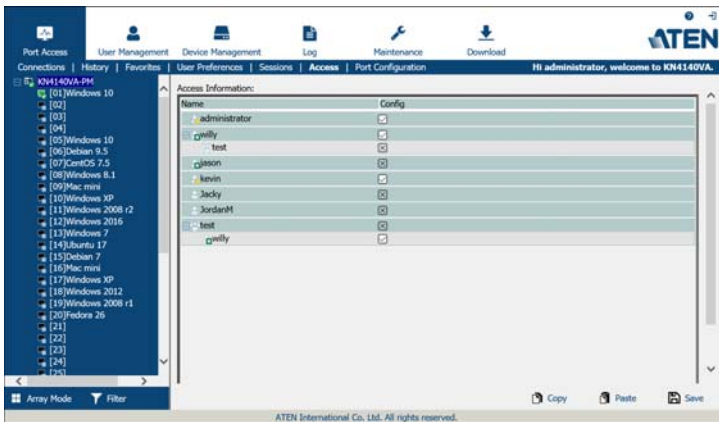 ATEN
Port Access
User Management
Device Management
Log
Maintenance
Download
Connections | History | Favorites | User Preferences | Sessions | Access | Port Configuration
Hi administrator, welcome to KN4140VA.
KN4140VA-PM
[01]Windows 10
[02]
[03]
[04]
[05]Windows 10
[06]Debian 9.5
[07]CentOS 7.5
[08]Windows 8.1
[09]Mac mini
[10]Windows XP
[11]Windows 2008 r2
[12]Windows 2016
[13]Windows 7
[14]Ubuntu 17
[15]Debian 7
[16]Mac mini
[17]Windows XP
[18]Windows 2012
[19]Windows 2008 r1
[20]Fedora 26
[21]
[22]
[23]
[24]
[25]
Array Mode
Filter
Access Information:
Name Config
administrator
willy
test
jason
kevin
Jacky
JordanM
test
willy
Copy
Paste
Save
ATEN International Co. Ltd. All rights reserved.